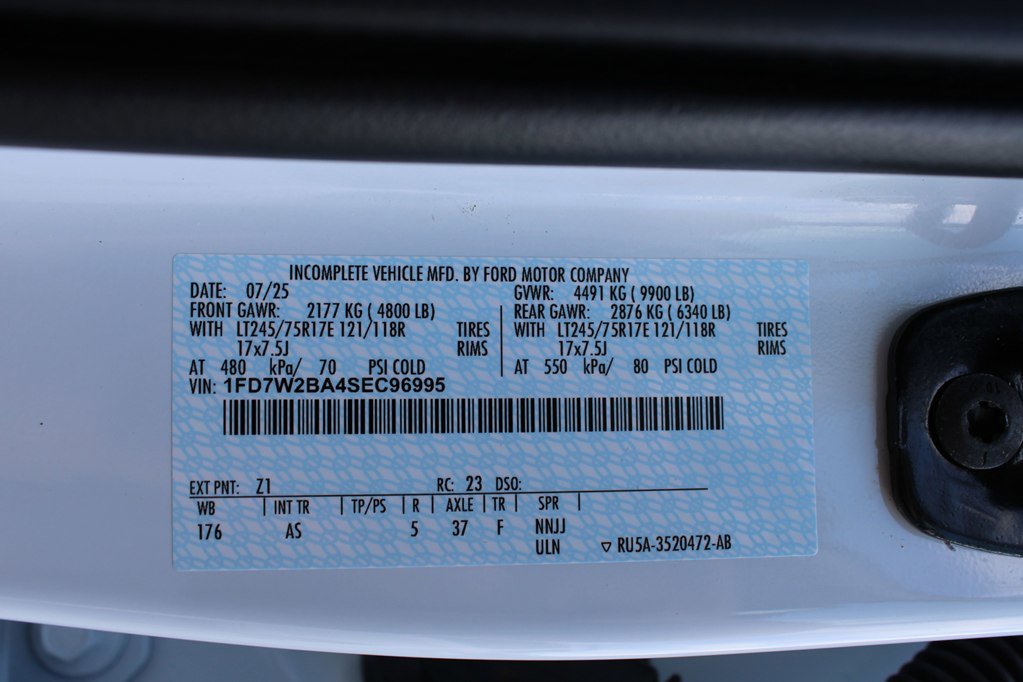 INCOMPLETE VEHICLE MFD. BY FORD MOTOR COMPANY
DATE: 07/25 GVWR: 4491 KG ( 9900 LB)
FRONT GAWR: 2177 KG ( 4800 LB) REAR GAWR: 2876 KG ( 6340 LB)
WITH LT245/75R17E 121/118R TIRES WITH LT245/75R17E 121/118R TIRES
17x7.5J RIMS 17x7.5J RIMS
AT 480 kPa/ 70 PSI COLD AT 550 kPa/ 80 PSI COLD
VIN: 1FD7W2BA4SEC96995
EXT PNT: Z1 RC: 23 DSO:
WB INT TR TP/PS R AXLE TR SPR
176 AS 5 37 F NNJJ
ULN ▽ RU5A-3520472-AB